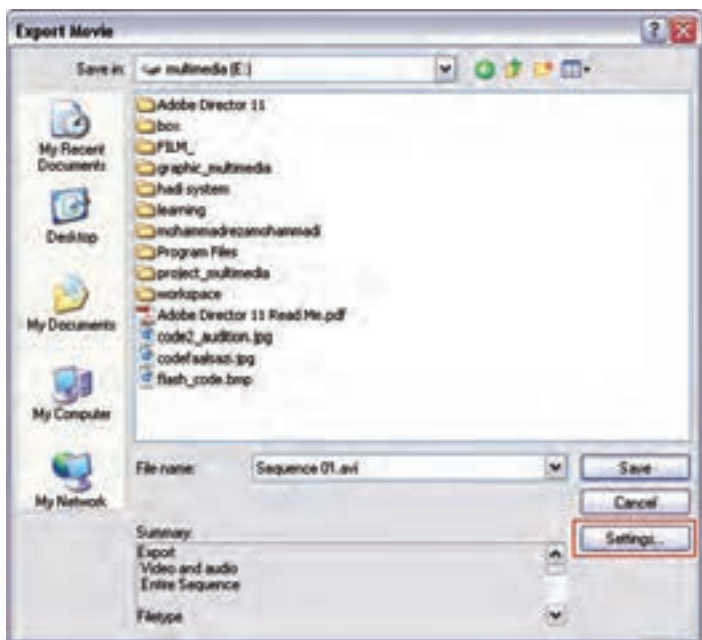 Export Movie
Save in: multimedia (E:)
My Recent Documents
Desktop
My Documents
My Computer
My Network
Adobe Director 11
box
FILM_
graphic_multimedia
hadi system
learning
mohammadrezamohammadi
Program Files
project_multimedia
workspace
Adobe Director 11 Read Me.pdf
code2_audition.jpg
codefaalsazi.jpg
flash_code.bmp
File name: Sequence 01.avi
Save
Cancel
Settings...
Summary
Export
Video and audio
Entire Sequence
Filetype